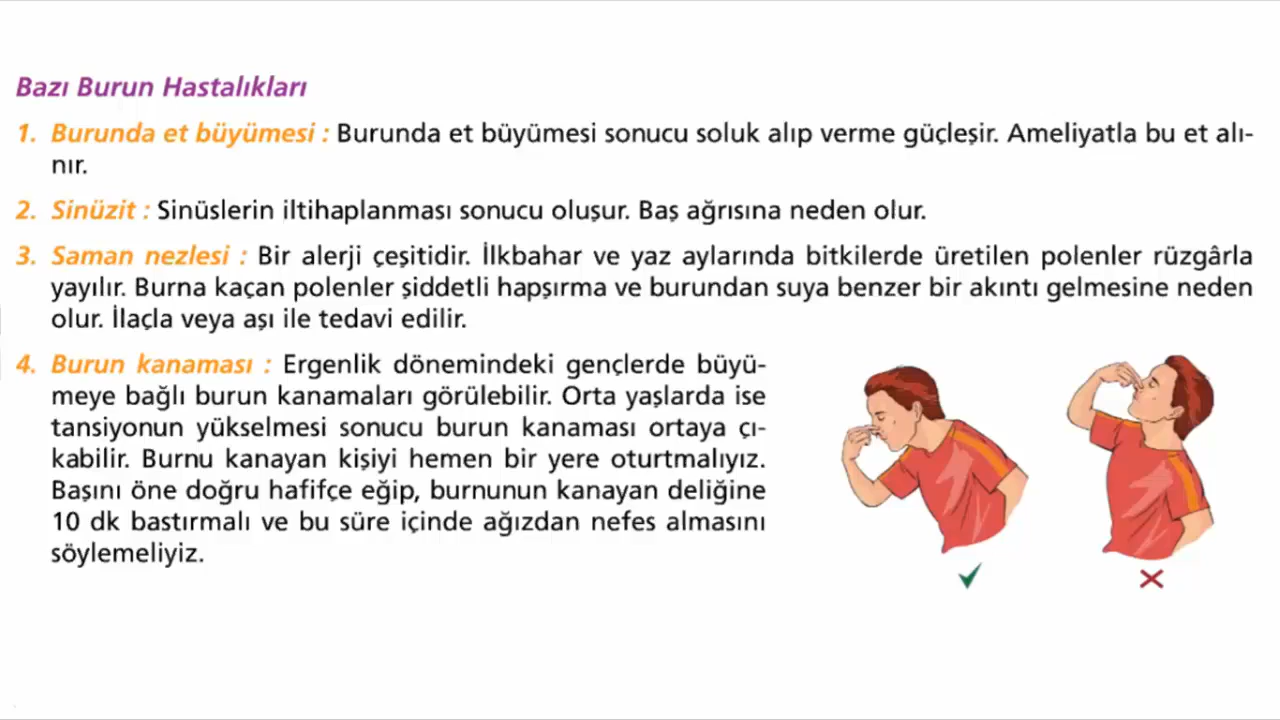 Bazı Burun Hastalıkları
1. Burunda et büyümesi : Burunda et büyümesi sonucu soluk alıp verme güçleşir. Ameliyatla bu et alı-
nır.
2. Sinüzit : Sinüslerin iltihaplanması sonucu oluşur. Baş ağrısına neden olur.
3. Saman nezlesi : Bir alerji çeşitidir. İlkbahar ve yaz aylarında bitkilerde üretilen polenler rüzgârla
yayılır. Burna kaçan polenler şiddetli hapşırma ve burundan suya benzer bir akıntı gelmesine neden
olur. İlaçla veya aşı ile tedavi edilir.
4. Burun kanaması : Ergenlik dönemindeki gençlerde büyü-
meye bağlı burun kanamaları görülebilir. Orta yaşlarda ise
tansiyonun yükselmesi sonucu burun kanaması ortaya çı-
kabilir. Burnu kanayan kişiyi hemen bir yere oturtmalıyız.
Başını öne doğru hafifçe eğip, burnunun kanayan deliğine
10 dk bastırmalı ve bu süre içinde ağızdan nefes almasını
söylemeliyiz.